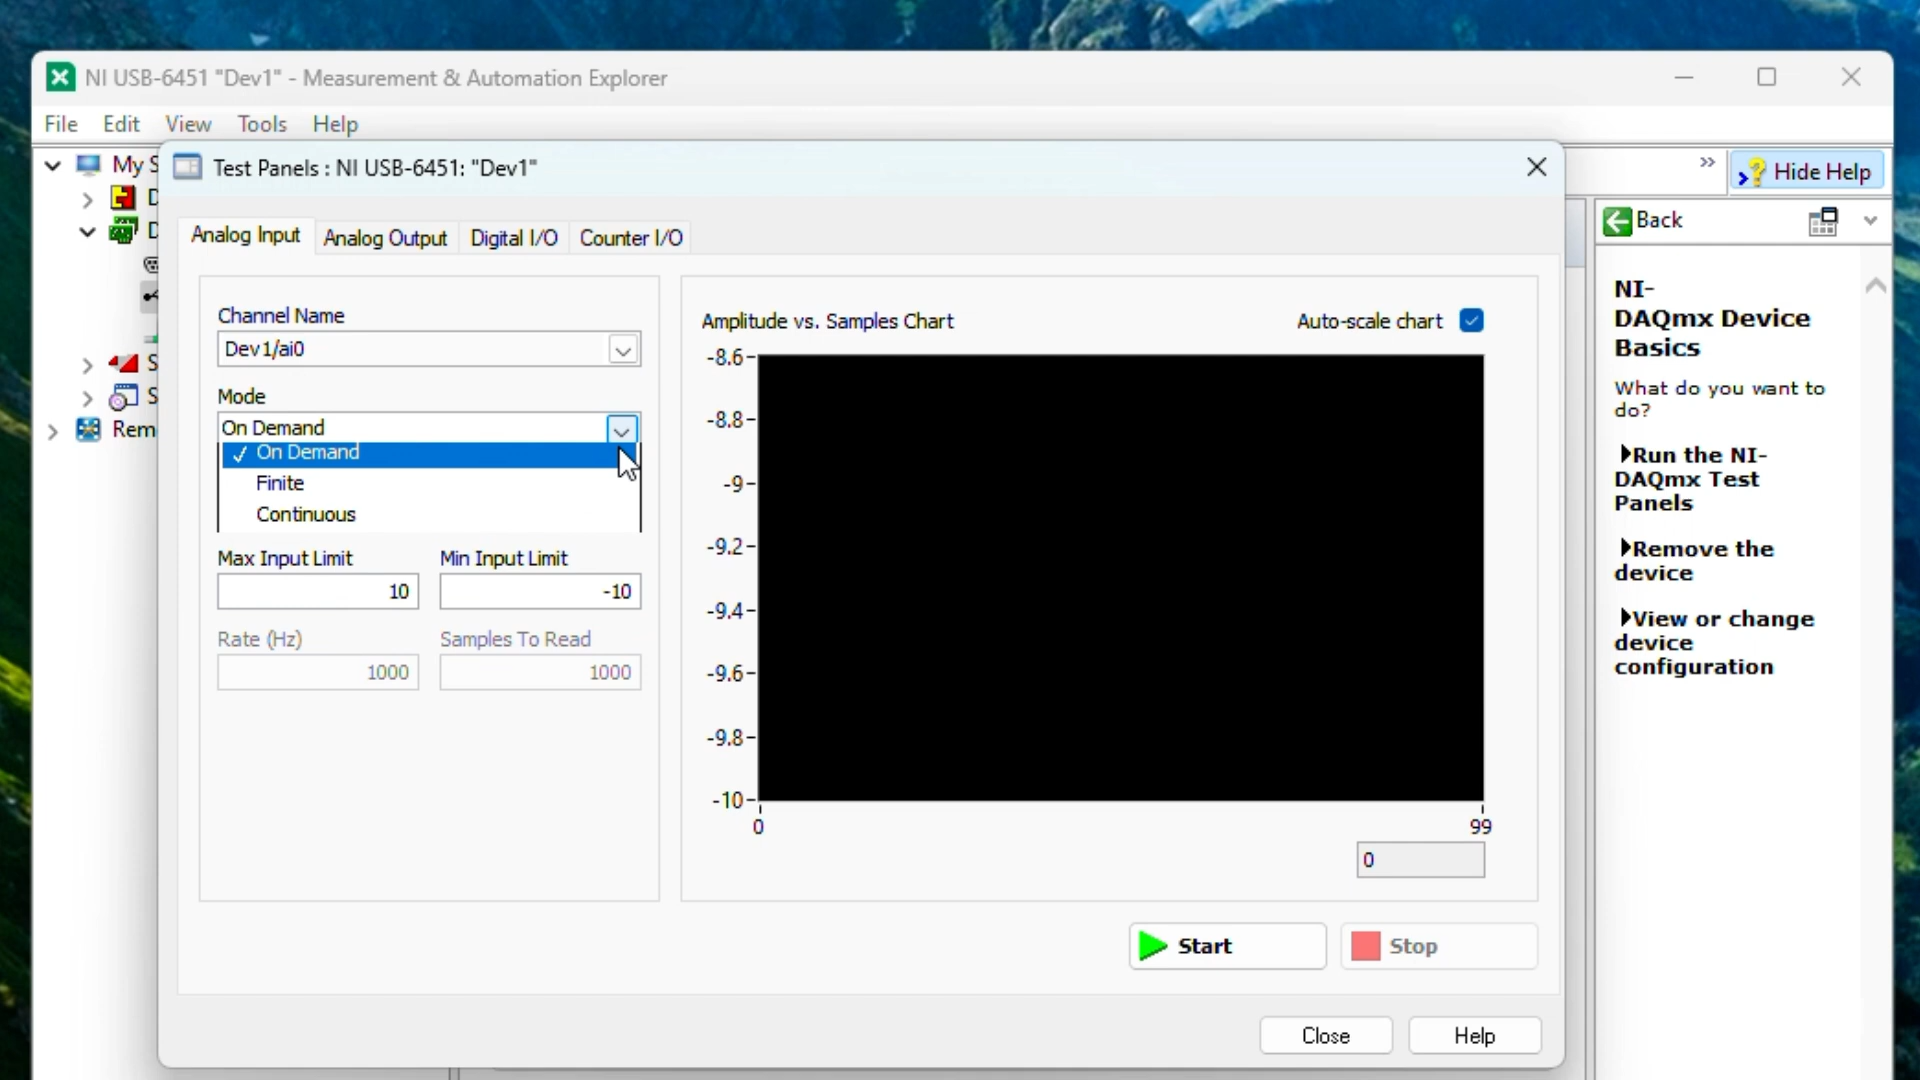 NI USB-6451 "Dev1" - Measurement & Automation Explorer
File Edit View Tools Help
My S
D
D
S
S
Rem
Test Panels : NI USB-6451: "Dev1"
Analog Input Analog Output Digital I/O Counter I/O
Channel Name
Dev1/ai0
Mode
On Demand
✓ On Demand
Finite
Continuous
Max Input Limit Min Input Limit
10 -10
Rate (Hz) Samples To Read
1000 1000
Amplitude vs. Samples Chart Auto-scale chart
-8.6
-8.8
-9
-9.2
-9.4
-9.6
-9.8
-10
0 99
0
Start Stop
Close Help
» Hide Help
Back
NI-
DAQmx Device
Basics
What do you want to
do?
Run the NI-
DAQmx Test
Panels
Remove the
device
View or change
device
configuration